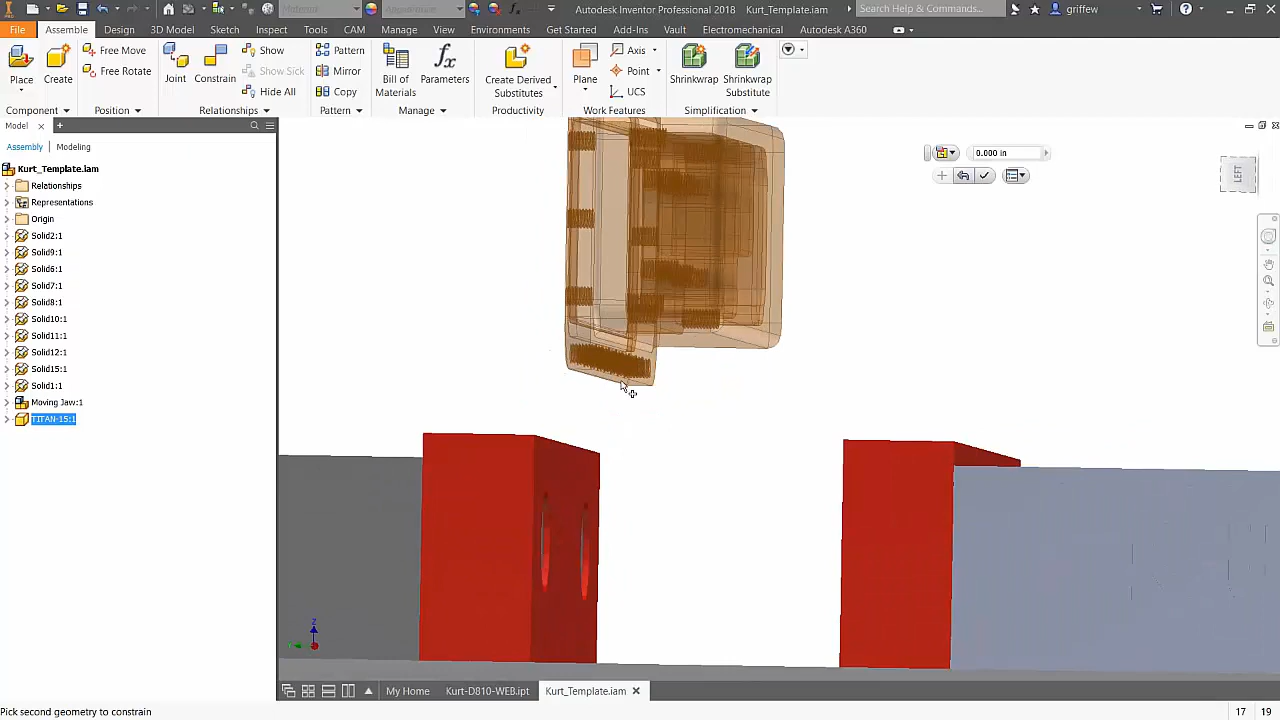 Material
Appearance
Autodesk Inventor Professional 2018 Kurt_Template.iam
Search Help & Commands...
griffew
File Assemble Design 3D Model Sketch Inspect Tools CAM Manage View Environments Get Started Add-Ins Vault Electromechanical Autodesk A360
Place
Create
Free Move
Free Rotate
Joint
Constrain
Show
Show Sick
Hide All
Pattern
Mirror
Copy
Bill of Materials
Parameters
Create Derived Substitutes
Plane
Axis
Point
UCS
Shrinkwrap
Shrinkwrap Substitute
Component Position Relationships Pattern Manage Productivity Work Features Simplification
Model
Assembly Modeling
Kurt_Template.iam
Relationships
Representations
Origin
Solid2:1
Solid9:1
Solid6:1
Solid7:1
Solid8:1
Solid10:1
Solid11:1
Solid12:1
Solid15:1
Solid1:1
Moving Jaw:1
TITAN-15:1
0.000 in
LEFT
Z
My Home Kurt-D810-WEB.ipt Kurt_Template.iam
Pick second geometry to constrain
17 19